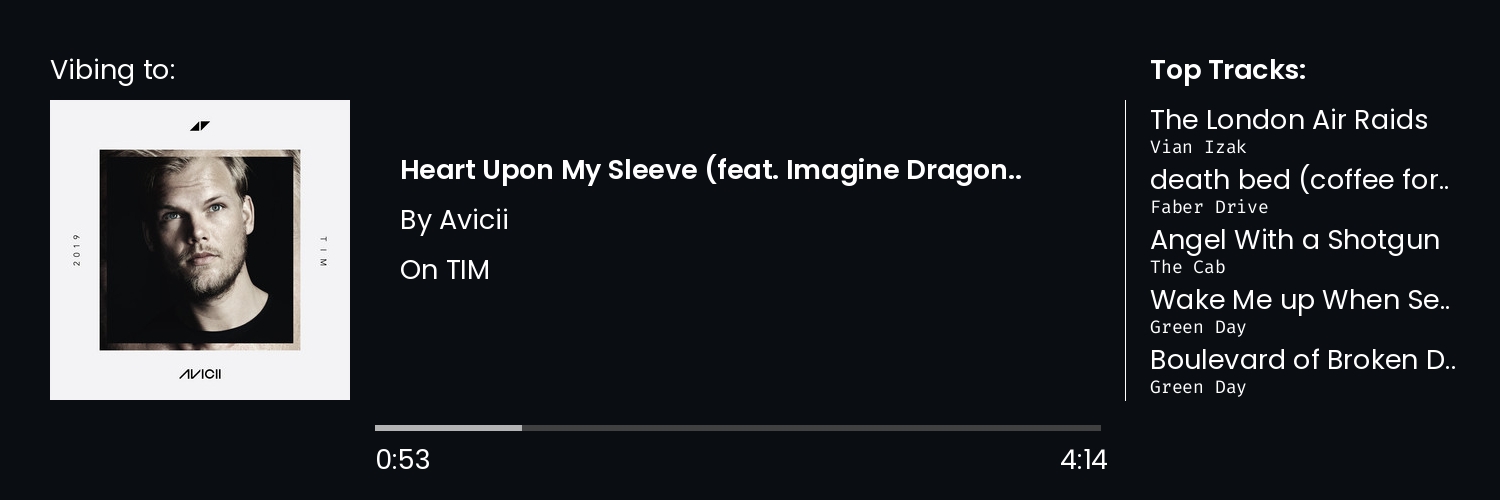 Vibing to:
2019
TIM
AVICII
Heart Upon My Sleeve (feat. Imagine Dragon..
By Avicii
On TIM
0:53
4:14
Top Tracks:
The London Air Raids
Vian Izak
death bed (coffee for..
Faber Drive
Angel With a Shotgun
The Cab
Wake Me up When Se..
Green Day
Boulevard of Broken D..
Green Day